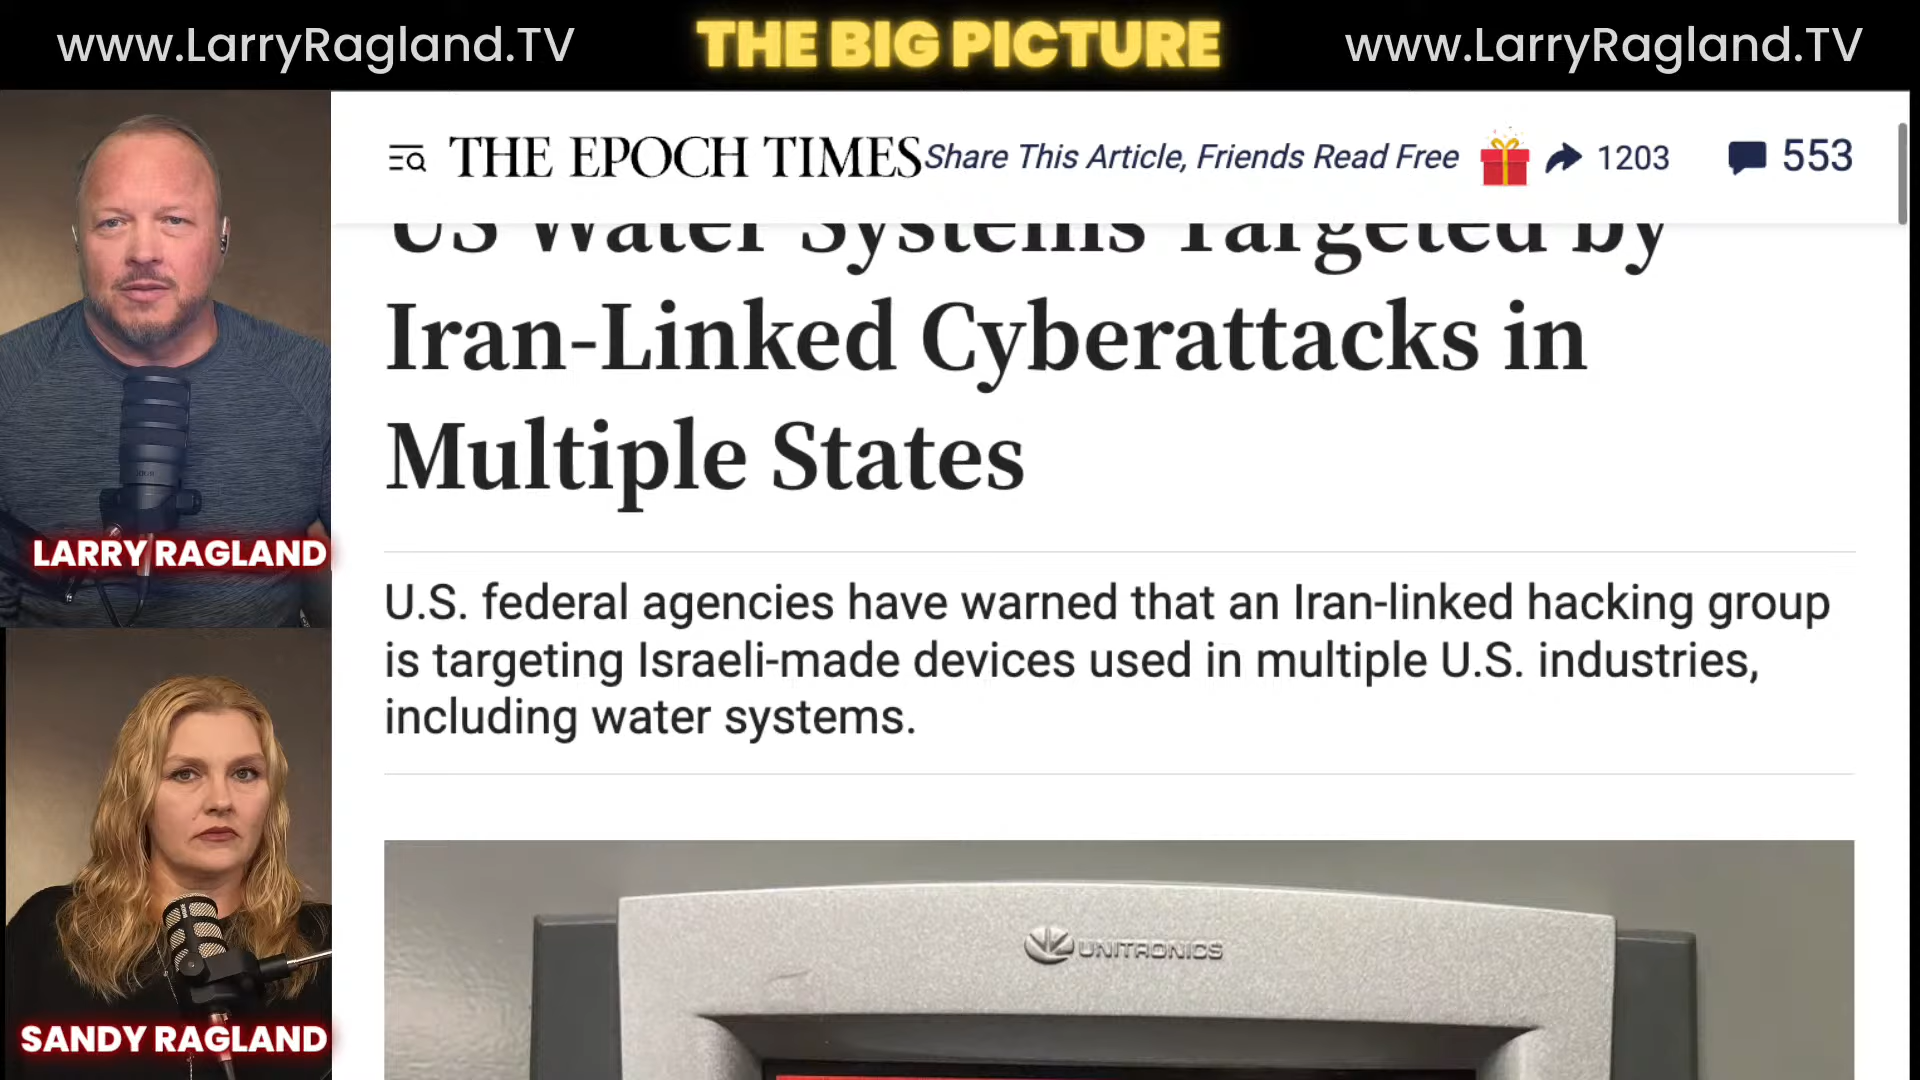 www.LarryRagland.TV
THE BIG PICTURE
www.LarryRagland.TV
THE EPOCH TIMES
Share This Article, Friends Read Free
1203
553
US Water Systems Targeted by
Iran-Linked Cyberattacks in
Multiple States
U.S. federal agencies have warned that an Iran-linked hacking group
is targeting Israeli-made devices used in multiple U.S. industries,
including water systems.
UNITRONICS
LARRY RAGLAND
SANDY RAGLAND